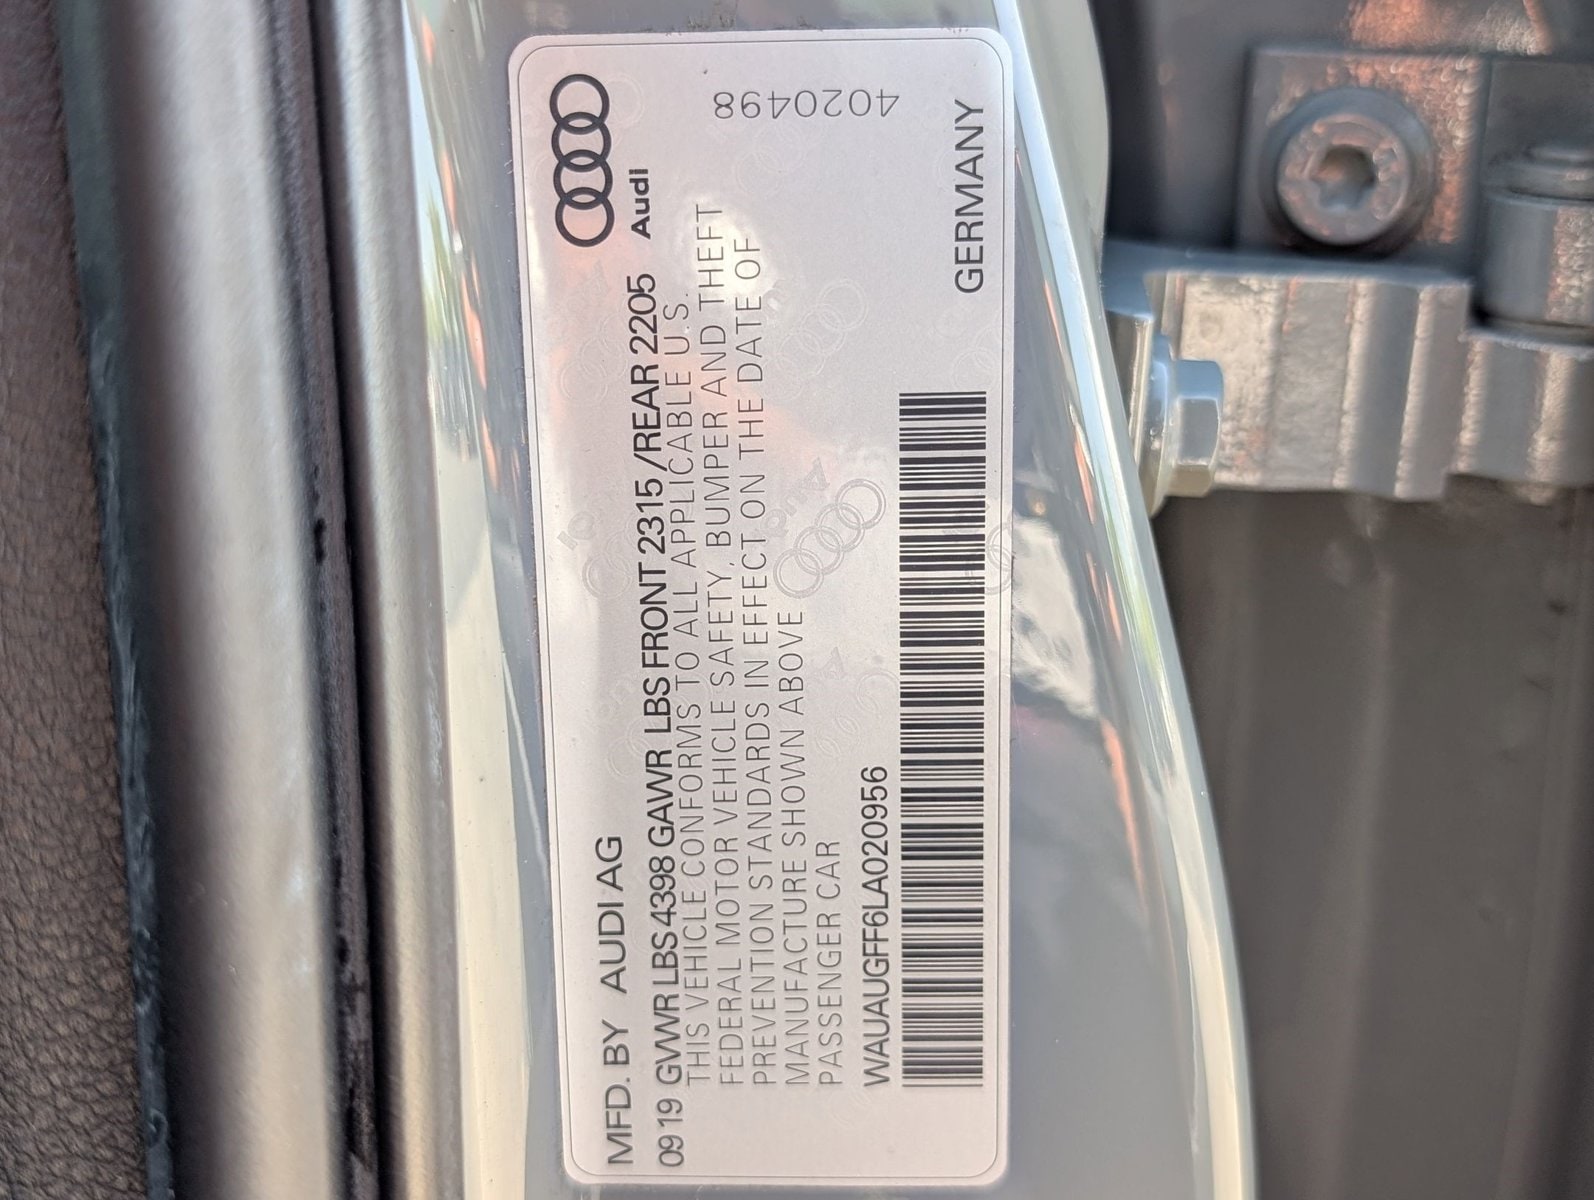 MFD. BY AUDI AG
Audi
09 19 GVWR LBS 4398 GAWR LBS FRONT 2315 /REAR 2205
THIS VEHICLE CONFORMS TO ALL APPLICABLE U.S.
FEDERAL MOTOR VEHICLE SAFETY, BUMPER AND THEFT
PREVENTION STANDARDS IN EFFECT ON THE DATE OF
MANUFACTURE SHOWN ABOVE
PASSENGER CAR
WAUAUGFF6LA020956
GERMANY
4020498